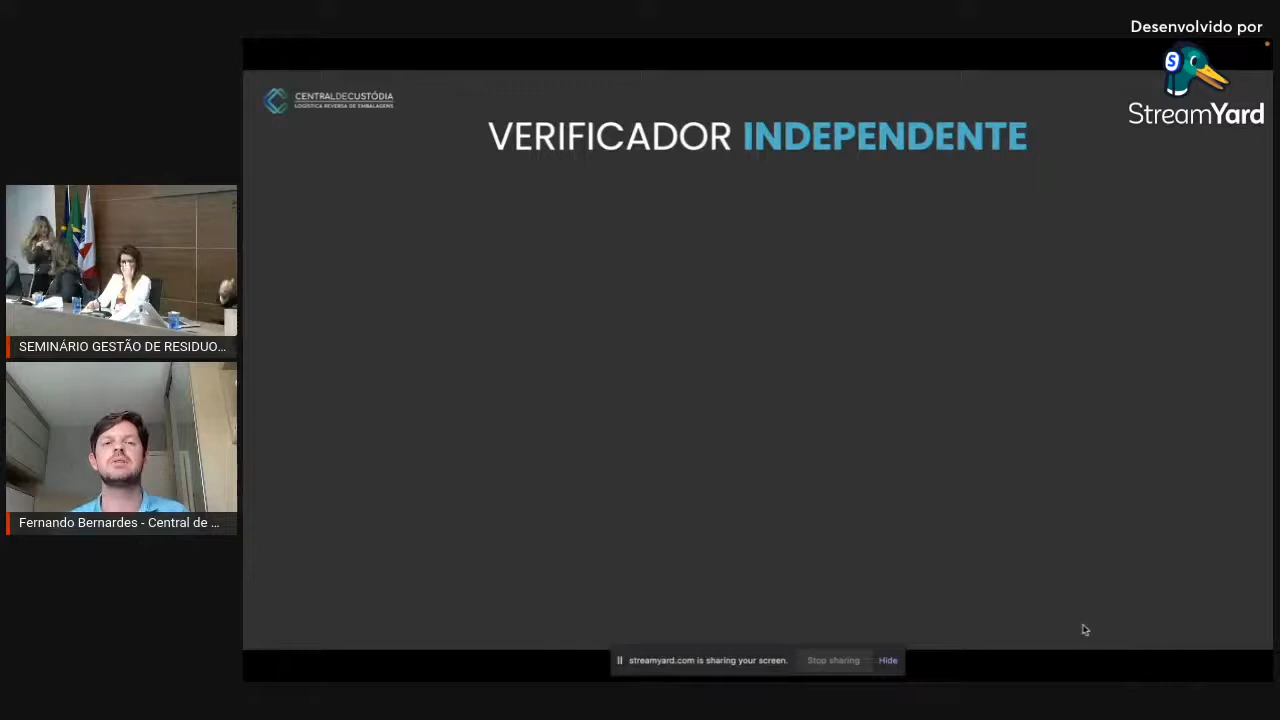 Desenvolvido por
StreamYard
CENTRALDECUSTÓDIA
LOGÍSTICA REVERSA DE EMBALAGENS
VERIFICADOR INDEPENDENTE
SEMINÁRIO GESTÃO DE RESIDUO...
Fernando Bernardes - Central de ...
streamyard.com is sharing your screen.
Stop sharing
Hide